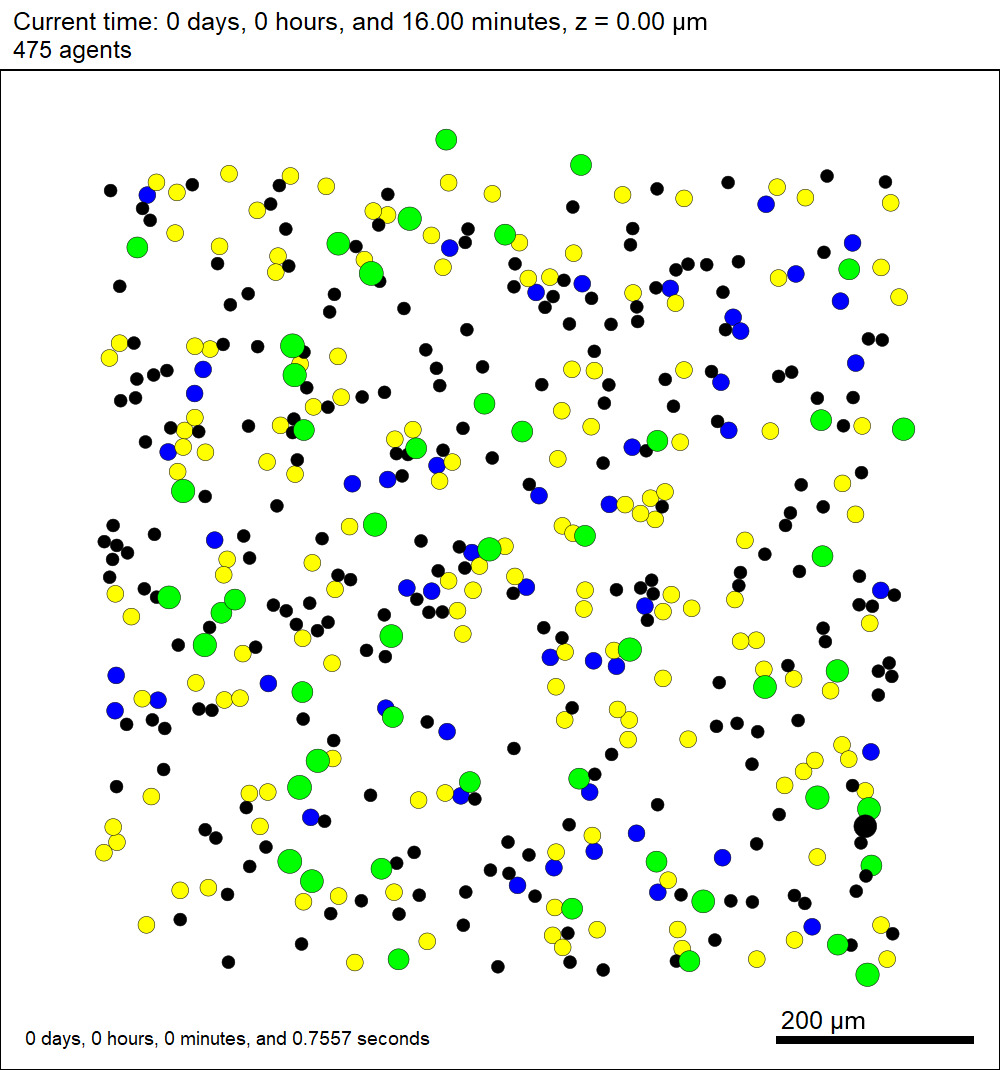 Current time: 0 days, 0 hours, and 16.00 minutes, z = 0.00 μm
475 agents
200 μm
0 days, 0 hours, 0 minutes, and 0.7557 seconds